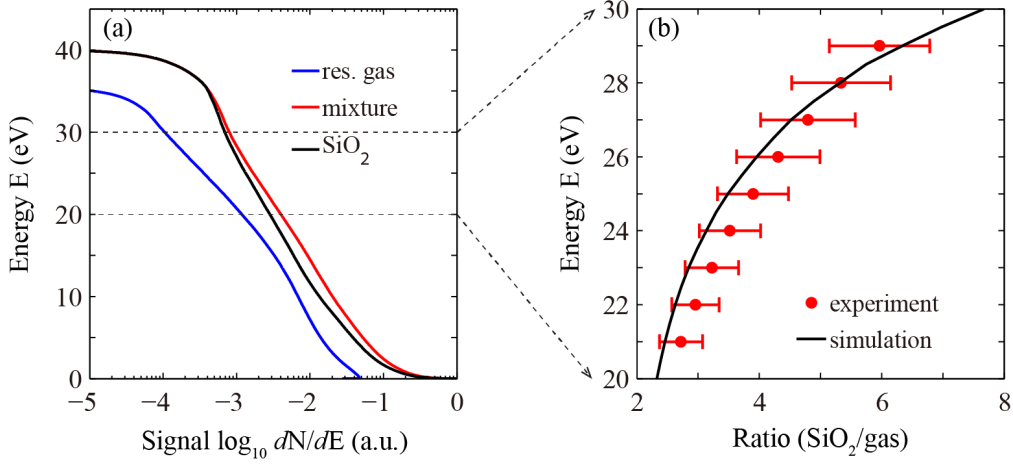 (a)
40
30
20
10
0
Energy E (eV)
res. gas
mixture
SiO₂
−5
−4
−3
−2
−1
0
Signal log₁₀ dN/dE (a.u.)
(b)
30
28
26
24
22
20
Energy E (eV)
experiment
simulation
2
4
6
8
Ratio (SiO₂/gas)